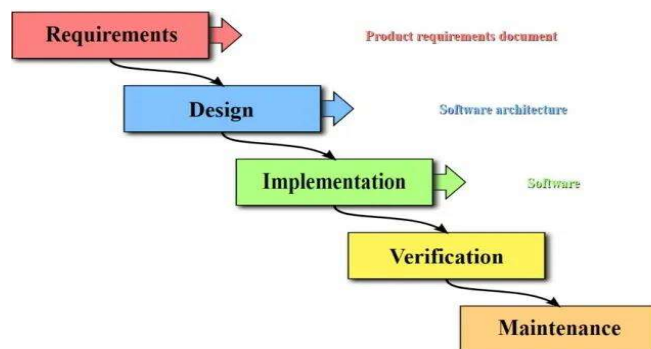 Requirements
Product requirements document
Design
Software architecture
Implementation
Software
Verification
Maintenance